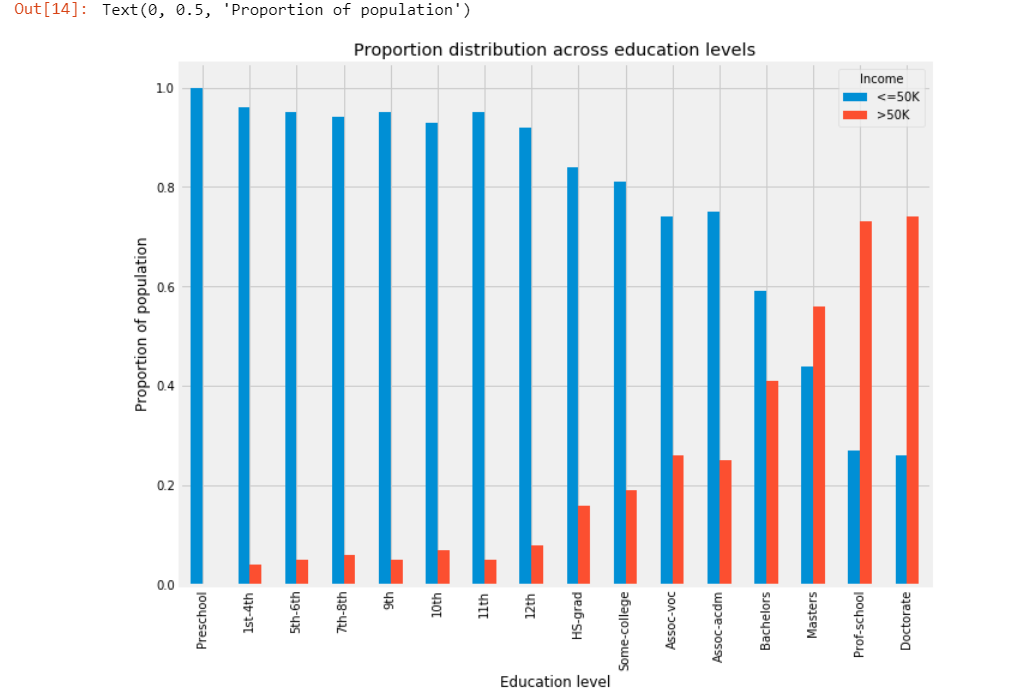 Out[14]: Text(0, 0.5, 'Proportion of population')
Proportion distribution across education levels
Income
<=50K
>50K
Proportion of population
1.0
0.8
0.6
0.4
0.2
0.0
Preschool
1st-4th
5th-6th
7th-8th
9th
10th
11th
12th
HS-grad
Some-college
Assoc-voc
Assoc-acdm
Bachelors
Masters
Prof-school
Doctorate
Education level